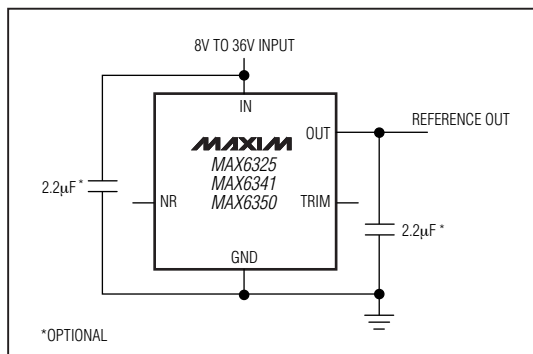 8V TO 36V INPUT
IN
OUT
REFERENCE OUT
MAXIM
MAX6325
MAX6341
MAX6350
2.2µF*
NR
TRIM
2.2µF *
GND
*OPTIONAL